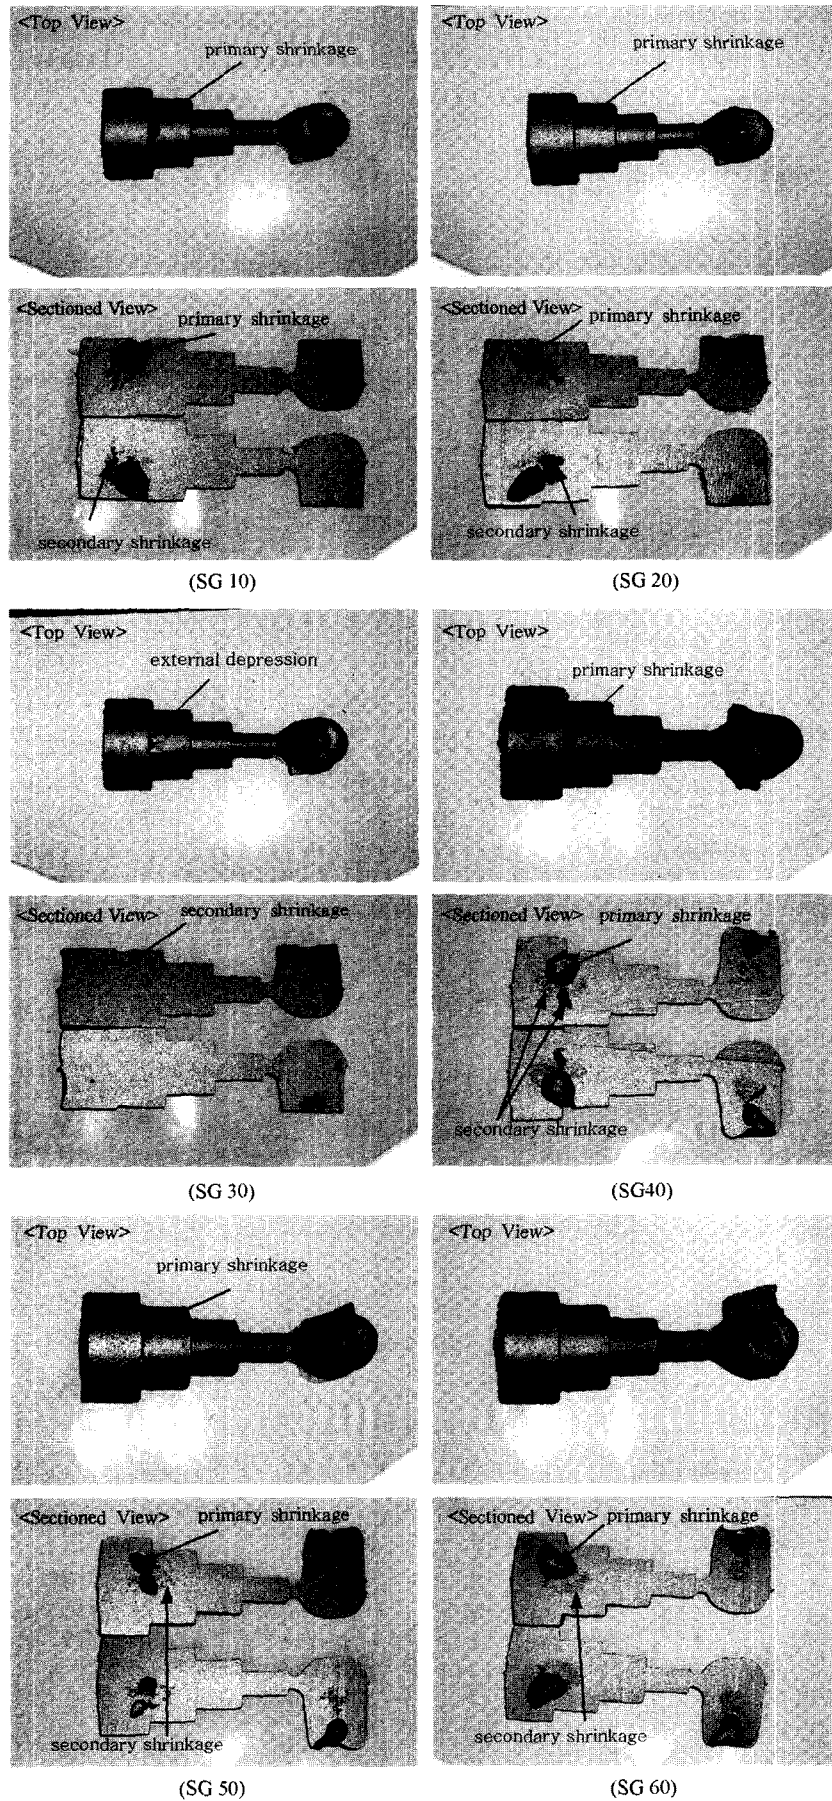 <Top View>
primary shrinkage
<Top View>
primary shrinkage
<Sectioned View>
primary shrinkage
secondary shrinkage
<Sectioned View>
primary shrinkage
secondary shrinkage
(SG 10)
(SG 20)
<Top View>
external depression
<Top View>
primary shrinkage
<Sectioned View>
secondary shrinkage
<Sectioned View>
primary shrinkage
secondary shrinkage
(SG 30)
(SG40)
<Top View>
primary shrinkage
<Top View>
<Sectioned View>
primary shrinkage
secondary shrinkage
<Sectioned View>
primary shrinkage
secondary shrinkage
(SG 50)
(SG 60)